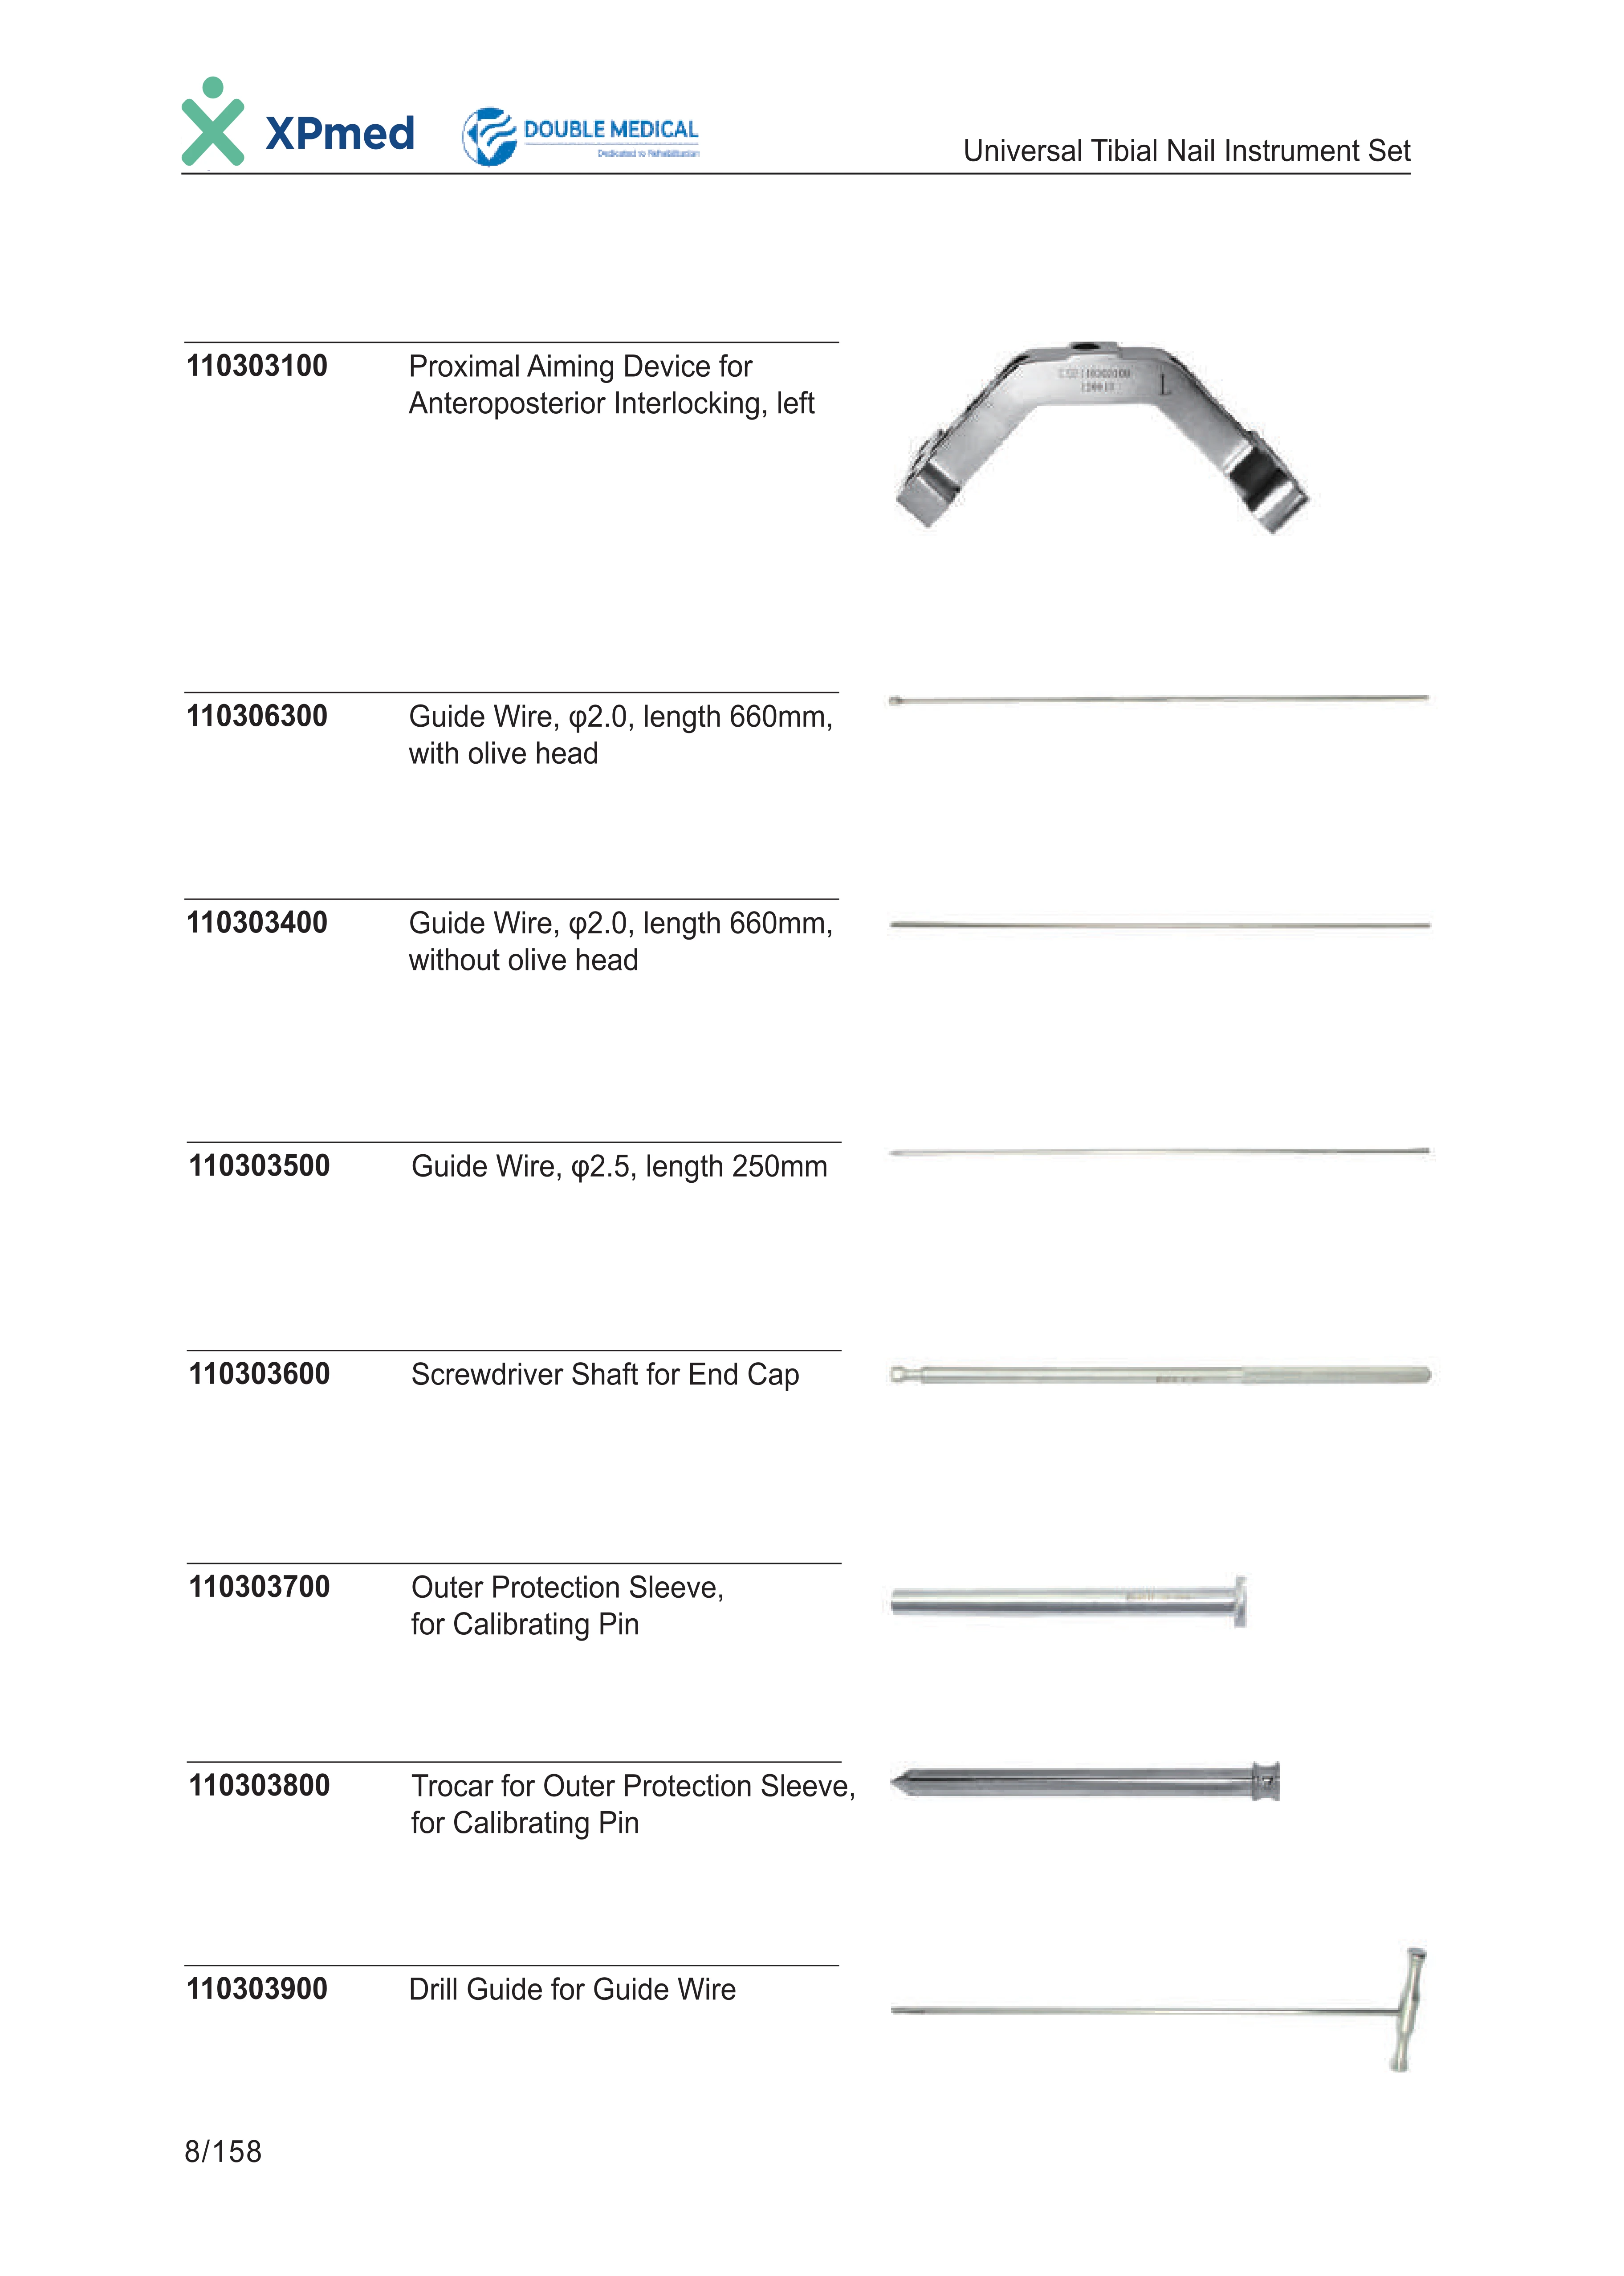 XPmed
DOUBLE MEDICAL
Dedicated to Rehabilitation
Universal Tibial Nail Instrument Set
110303100
Proximal Aiming Device for
Anteroposterior Interlocking, left
L
110306300
Guide Wire, φ2.0, length 660mm,
with olive head
110303400
Guide Wire, φ2.0, length 660mm,
without olive head
110303500
Guide Wire, φ2.5, length 250mm
110303600
Screwdriver Shaft for End Cap
110303700
Outer Protection Sleeve,
for Calibrating Pin
110303800
Trocar for Outer Protection Sleeve,
for Calibrating Pin
110303900
Drill Guide for Guide Wire
8/158